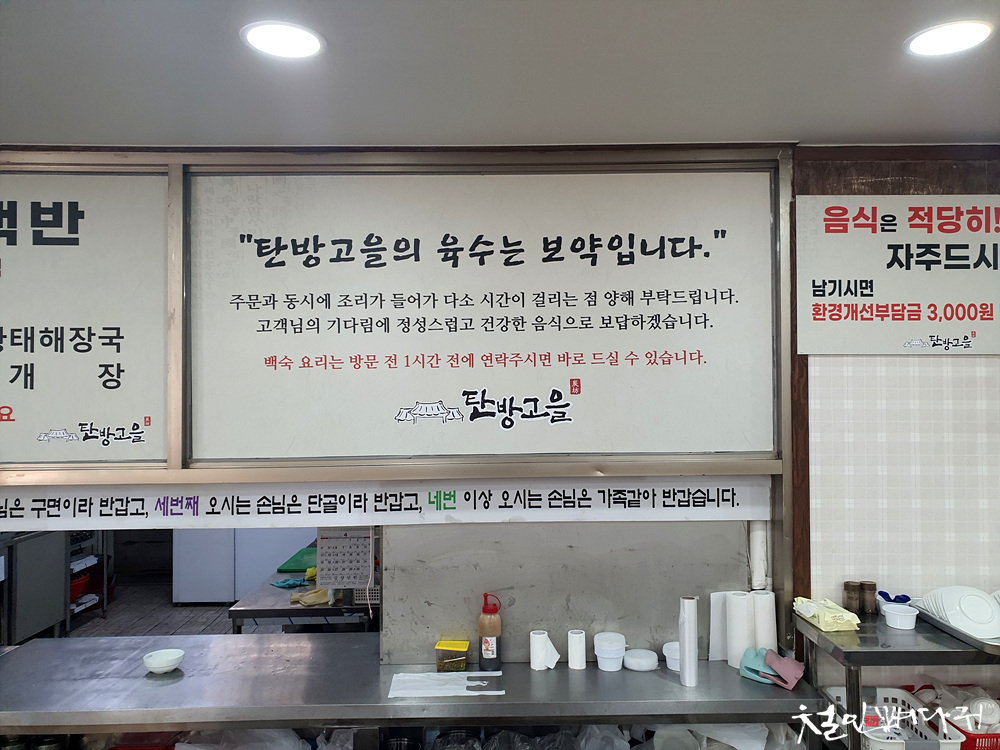 백반
황태해장국
개 장
요
탄방고을
"탄방고을의 육수는 보약입니다."
주문과 동시에 조리가 들어가 다소 시간이 걸리는 점 양해 부탁드립니다.
고객님의 기다림에 정성스럽고 건강한 음식으로 보답하겠습니다.
백숙 요리는 방문 전 1시간 전에 연락주시면 바로 드실 수 있습니다.
탄방고을
음식은 적당히!
자주드시
남기시면
환경개선부담금 3,000원
탄방고을
님은 구면이라 반갑고, 세번째 오시는 손님은 단골이라 반갑고, 네번 이상 오시는 손님은 가족같아 반갑습니다.